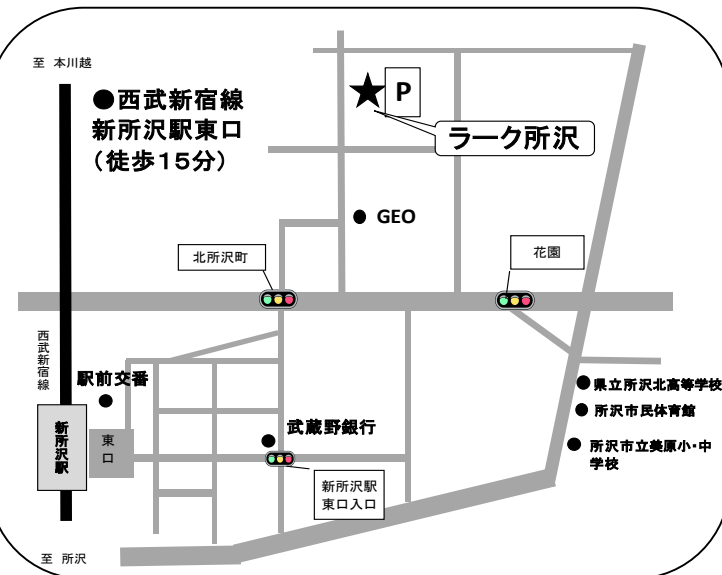 至 本川越
●西武新宿線
新所沢駅東口
（徒歩15分）
P
ラーク所沢
GEO
北所沢町
花園
西武新宿線
駅前交番
新所沢駅
東口
武蔵野銀行
新所沢駅
東口入口
県立所沢北高等学校
所沢市民体育館
所沢市立美原小・中
学校
至 所沢